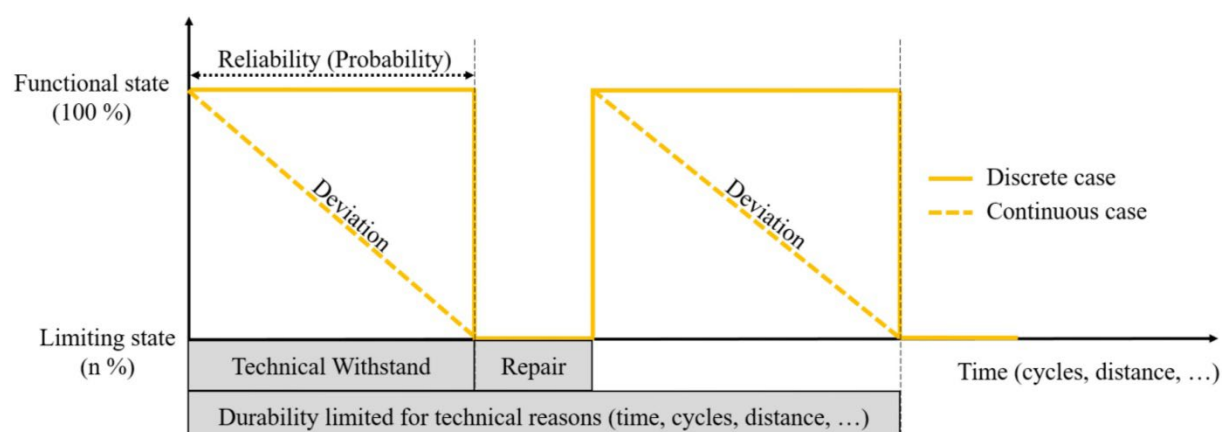 Reliability (Probability)
Functional state
(100 %)
Deviation
Deviation
Discrete case
Continuous case
Limiting state
(n %)
Technical Withstand
Repair
Time (cycles, distance, …)
Durability limited for technical reasons (time, cycles, distance, …)